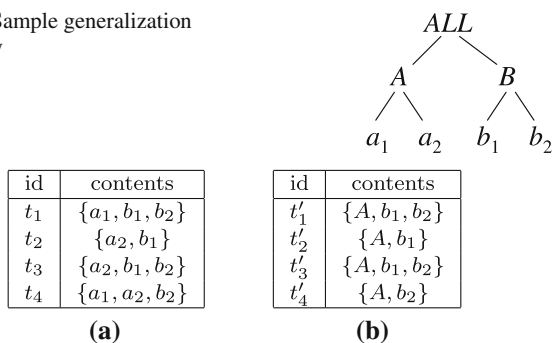 Sample generalization
ALL
A B
a1 a2 b1 b2
id contents
t1 {a1, b1, b2}
t2 {a2, b1}
t3 {a2, b1, b2}
t4 {a1, a2, b2}
(a)
id contents
t′1 {A, b1, b2}
t′2 {A, b1}
t′3 {A, b1, b2}
t′4 {A, b2}
(b)